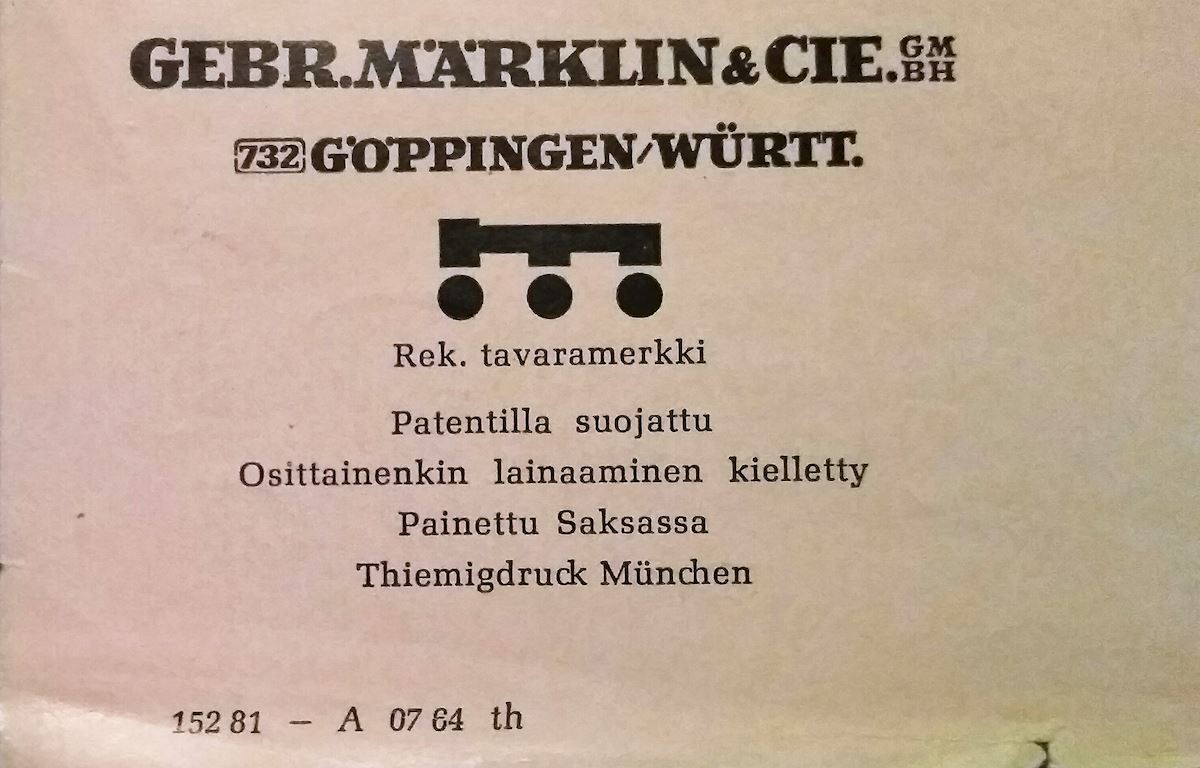 GEBR.MÄRKLIN & CIE. GMBH
732 GÖPPINGEN/WÜRTT.
Rek. tavaramerkki
Patentilla suojattu
Osittainenkin lainaaminen kielletty
Painettu Saksassa
Thiemigdruck München
152 81 — A 07 64 th